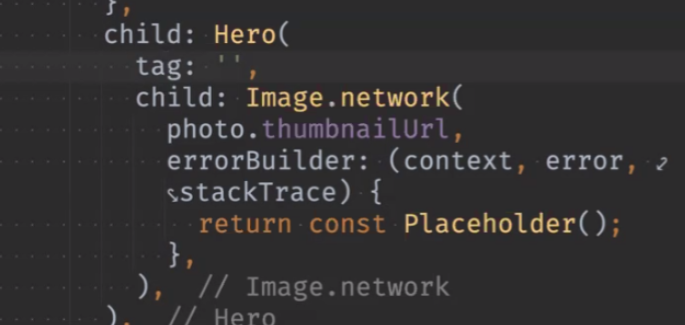 },
child: Hero(
tag: '',
child: Image.network(
photo.thumbnailUrl,
errorBuilder: (context, error,
stackTrace) {
return const Placeholder();
},
), // Image.network
), // Hero